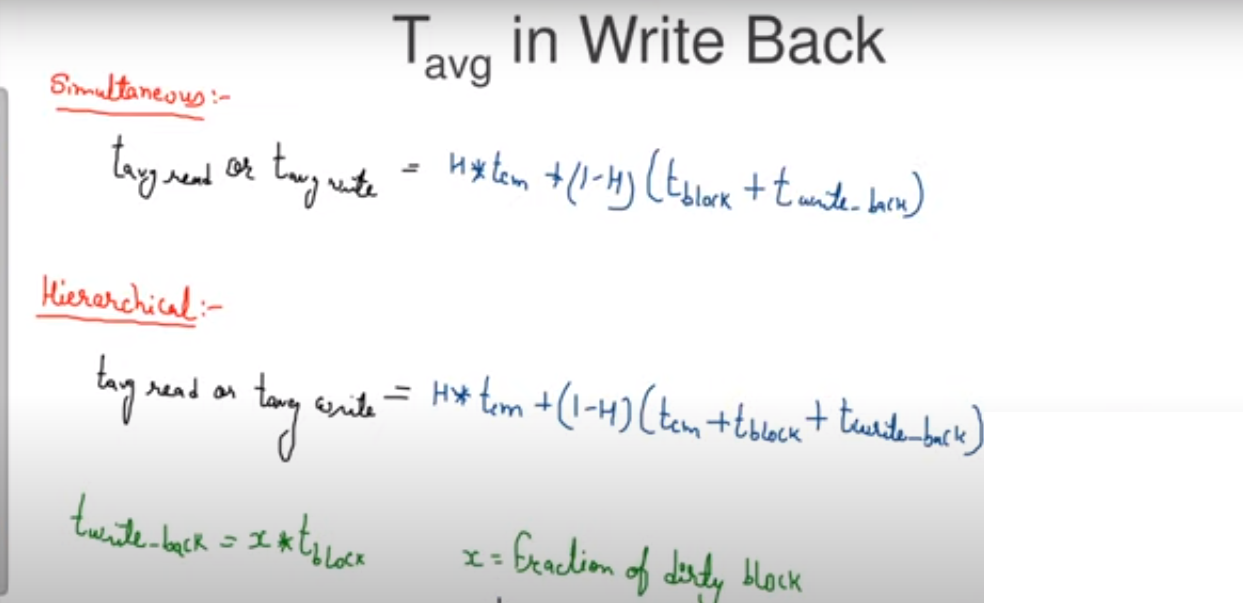 Tavg in Write Back
Simultaneous:-
tavg read or tavg write = H*tcm + (1-H) (tblock + twrite-back)
Hierarchical:-
tavg read or tavg write = H* tcm + (1-H) (tcm + tblock + twrite-back)
twrite-back = x * tblock x = fraction of dirty block